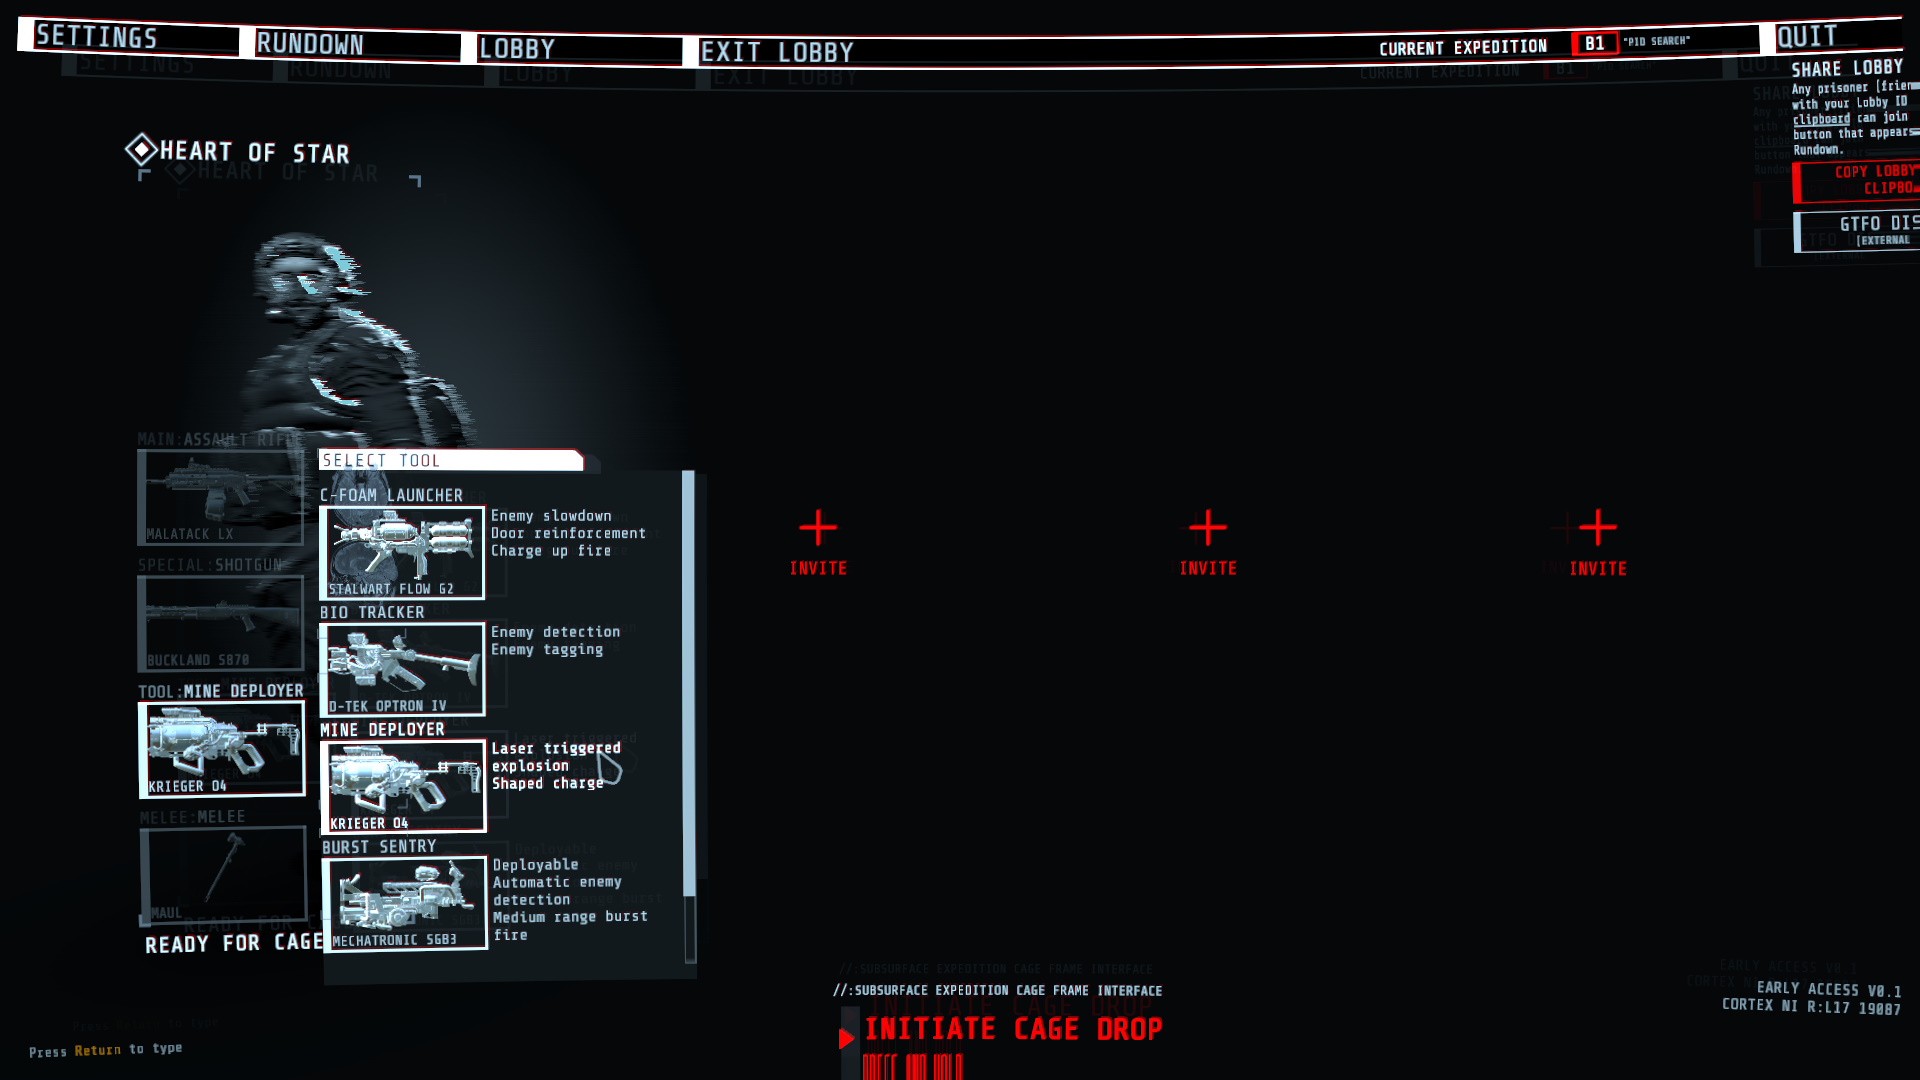 SETTINGS
RUNDOWN
LOBBY
EXIT LOBBY
CURRENT EXPEDITION
B1
"PID SEARCH"
QUIT
SHARE LOBBY
Any prisoner [frien
with your Lobby ID
clipboard can join
button that appears
Rundown.
COPY LOBBY
CLIPBO
GTFO DIS
[EXTERNAL
HEART OF STAR
MAIN:ASSAULT RIFLE
MALATACK LX
SPECIAL:SHOTGUN
BUCKLAND S870
TOOL:MINE DEPLOYER
KRIEGER O4
MELEE:MELEE
MAUL
READY FOR CAGE
SELECT TOOL
C-FOAM LAUNCHER
STALWART FLOW G2
Enemy slowdown
Door reinforcement
Charge up fire
BIO TRACKER
D-TEK OPTRON IV
Enemy detection
Enemy tagging
MINE DEPLOYER
KRIEGER O4
Laser triggered
explosion
Shaped charge
BURST SENTRY
MECHATRONIC SGB3
Deployable
Automatic enemy
detection
Medium range burst
fire
INVITE
INVITE
INVITE
//:SUBSURFACE EXPEDITION CAGE FRAME INTERFACE
INITIATE CAGE DROP
EARLY ACCESS V0.1
CORTEX NI R:L17 19087
Press Return to type